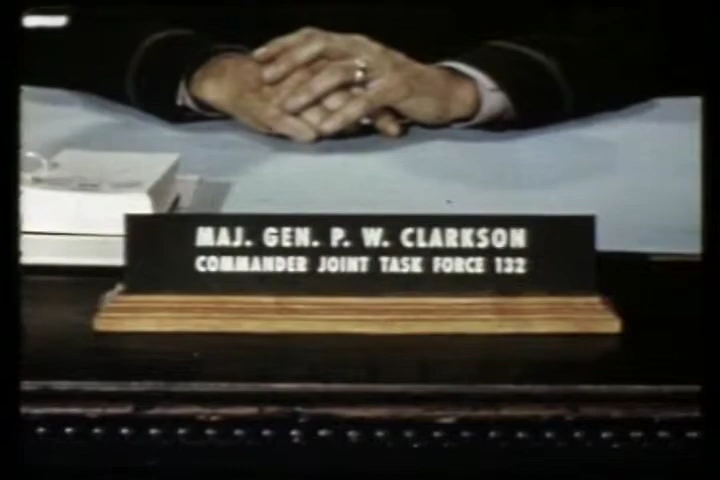 MAJ. GEN. P. W. CLARKSON
COMMANDER JOINT TASK FORCE 132